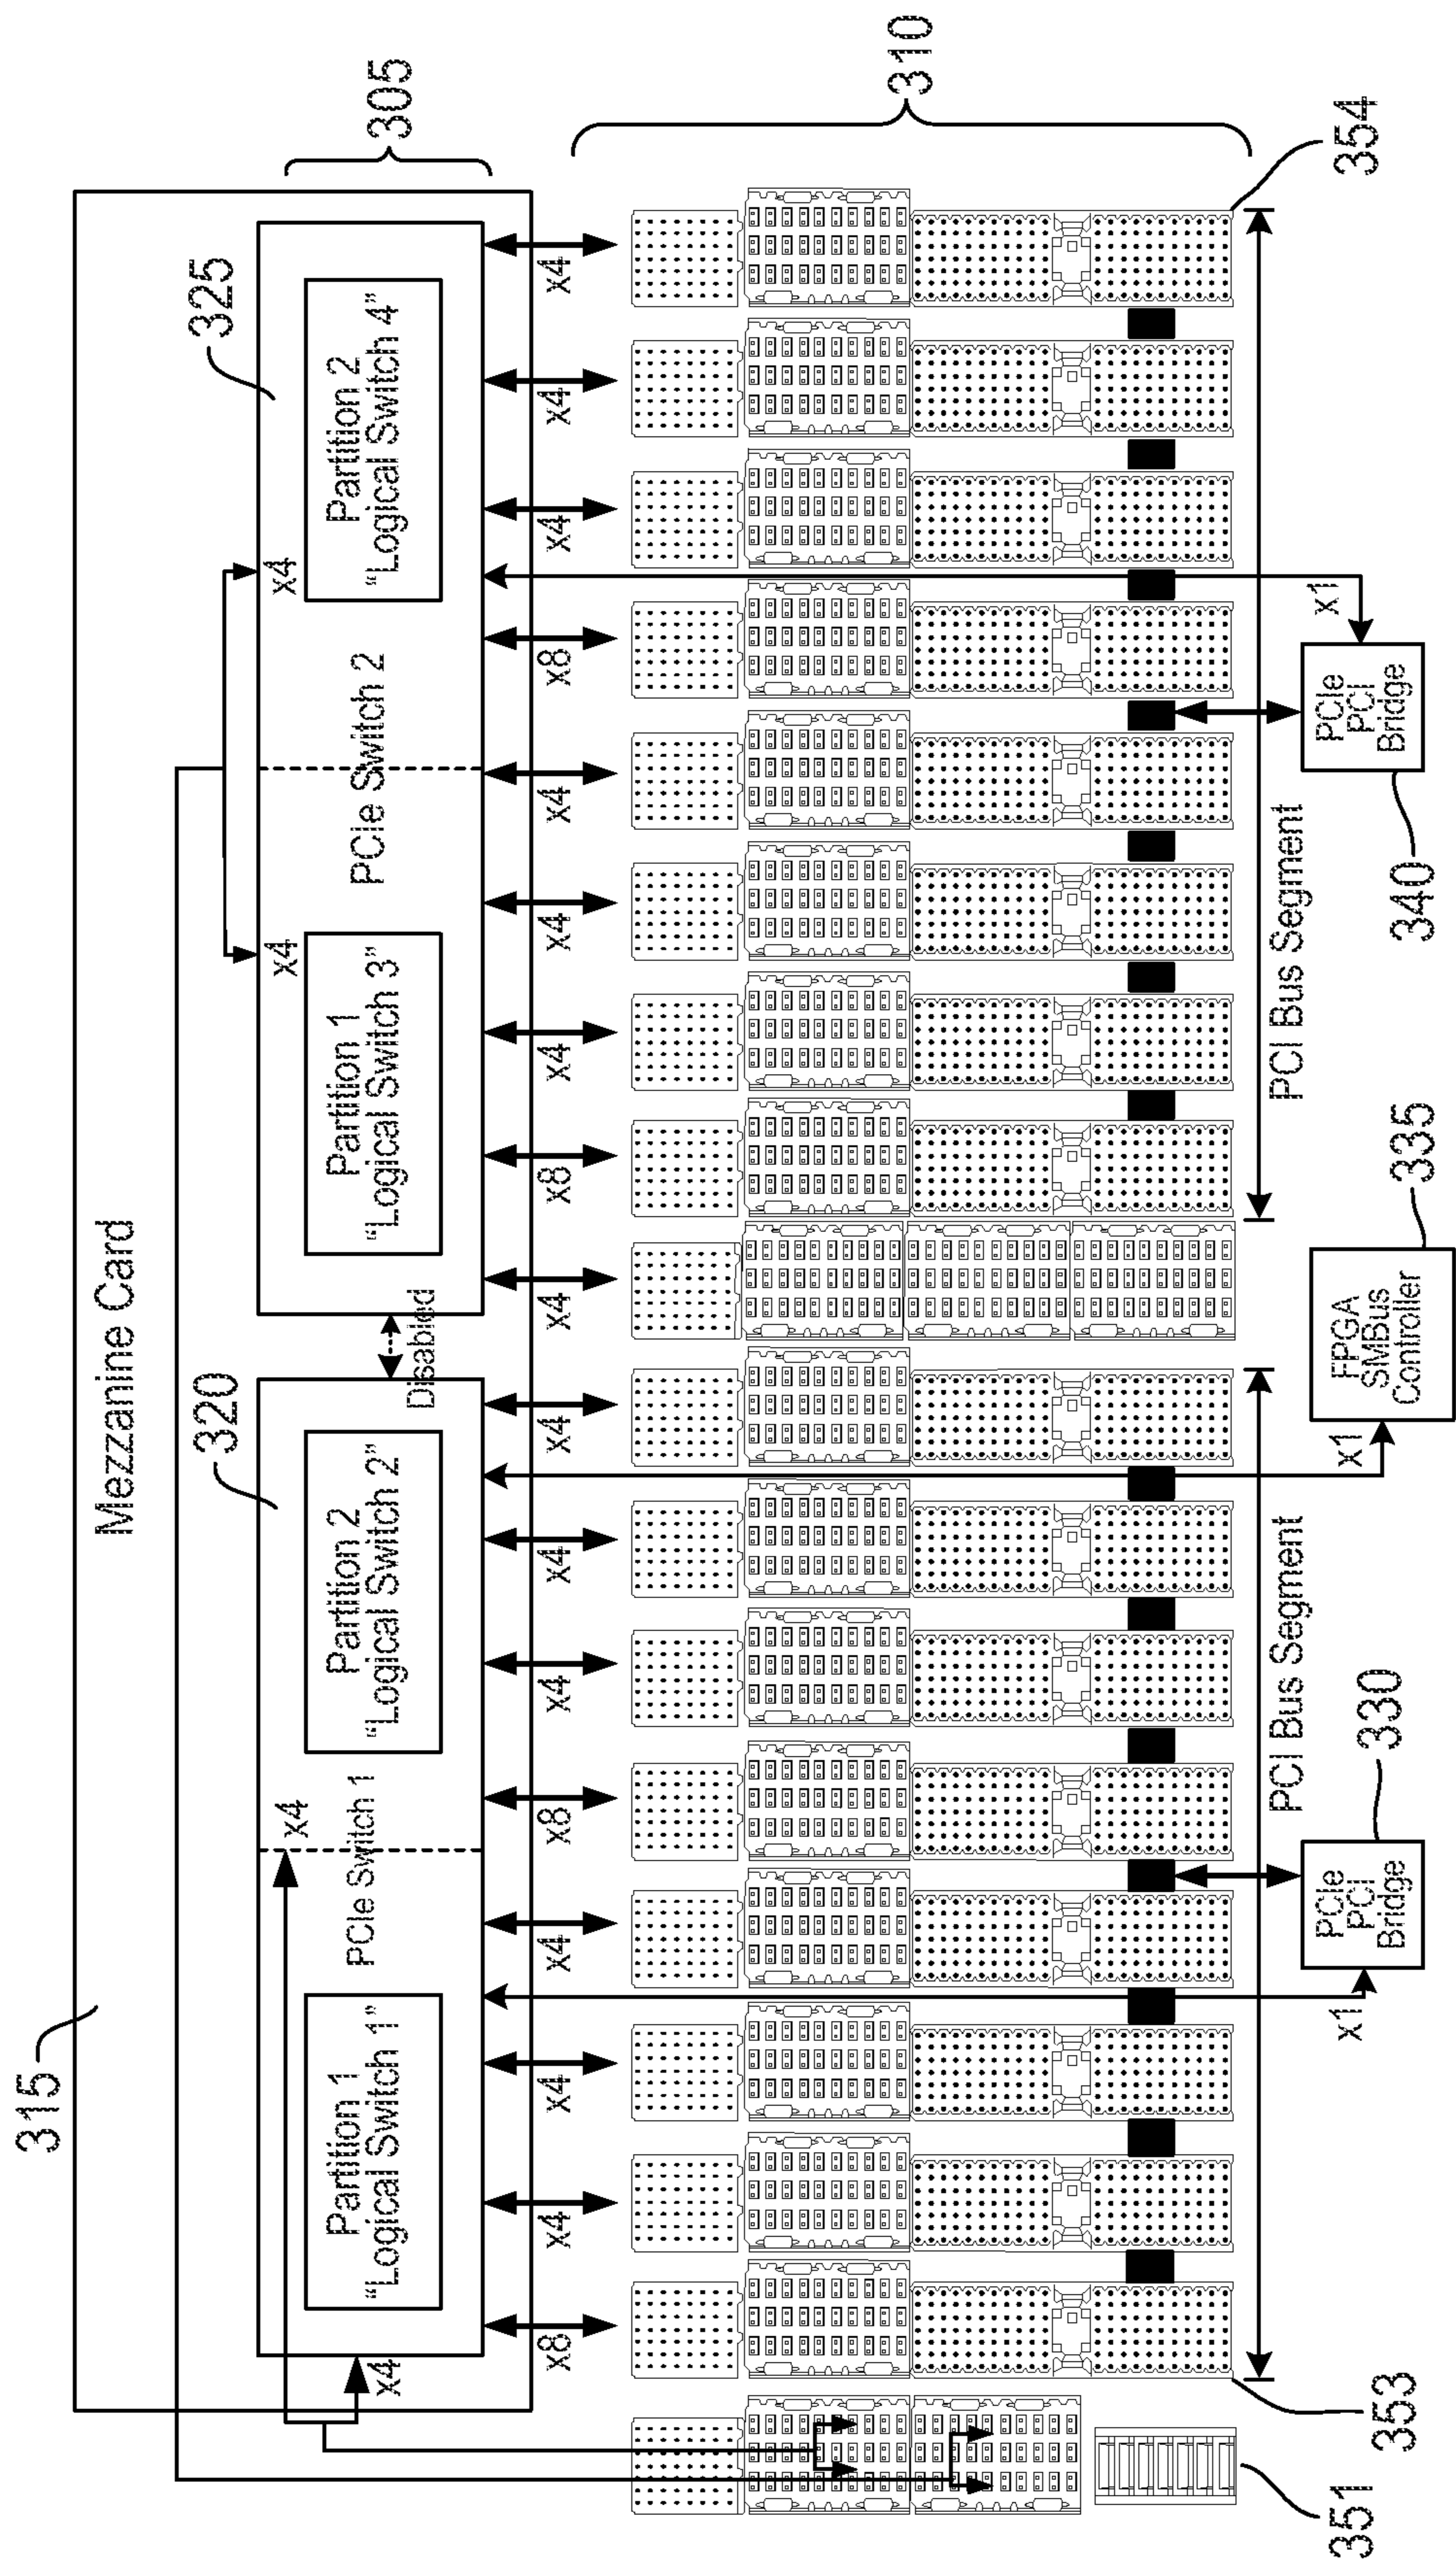 Mezzanine Card
315
320
325
305
Partition 1
"Logical Switch 1"
PCIe Switch 1
Partition 2
"Logical Switch 2"
Partition 1
"Logical Switch 3"
PCIe Switch 2
Partition 2
"Logical Switch 4"
x4
x4
x4
x4
Disabled
x8
x4
x4
x4
x8
x4
x4
x4
x4
x8
x4
x4
x4
x8
x4
x4
x4
310
353
354
351
PCI Bus Segment
PCI Bus Segment
x1
PCIe
PCI
Bridge
330
x1
FPGA
SMBus
Controller
335
PCIe
PCI
Bridge
x1
340